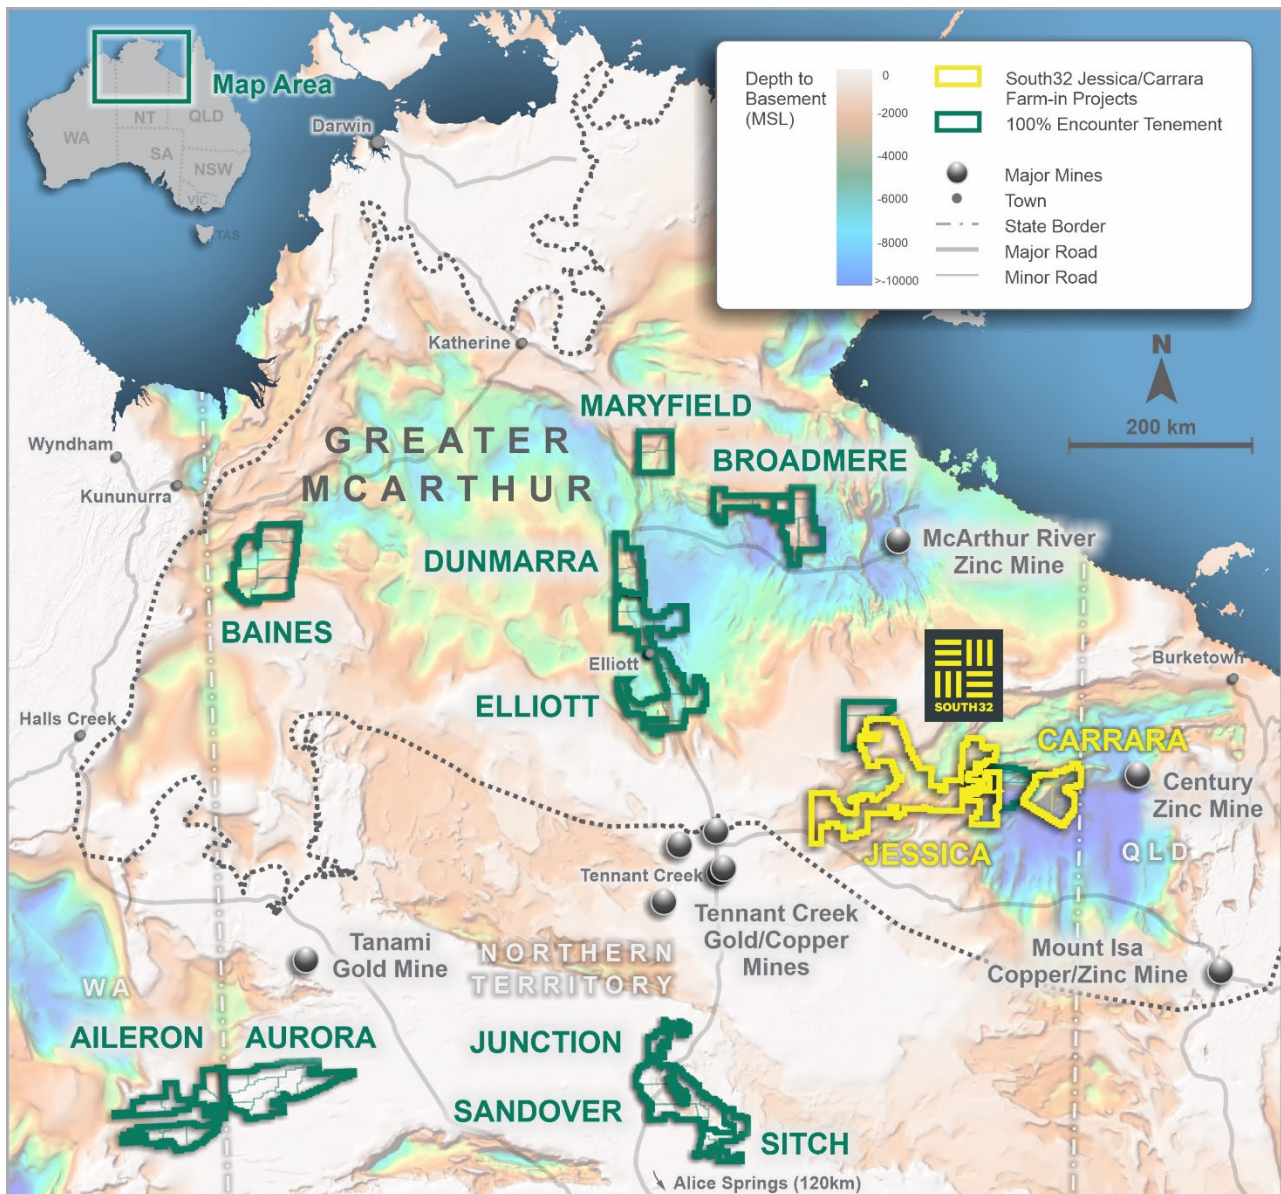 Map Area
WA
NT
QLD
SA
NSW
VIC
TAS
Depth to
Basement
(MSL)
0
-2000
-4000
-6000
-8000
>-10000
South32 Jessica/Carrara
Farm-in Projects
100% Encounter Tenement
Major Mines
Town
State Border
Major Road
Minor Road
N
200 km
Darwin
Katherine
Wyndham
Kununurra
GREATER
MCARTHUR
MARYFIELD
BROADMERE
McArthur River
Zinc Mine
DUNMARRA
BAINES
Elliott
ELLIOTT
SOUTH32
Burketown
Halls Creek
CARRARA
Century
Zinc Mine
JESSICA
QLD
Tennant Creek
Tennant Creek
Gold/Copper
Mines
Tanami
Gold Mine
NORTHERN
TERRITORY
Mount Isa
Copper/Zinc Mine
WA
AILERON
AURORA
JUNCTION
SANDOVER
SITCH
Alice Springs (120km)